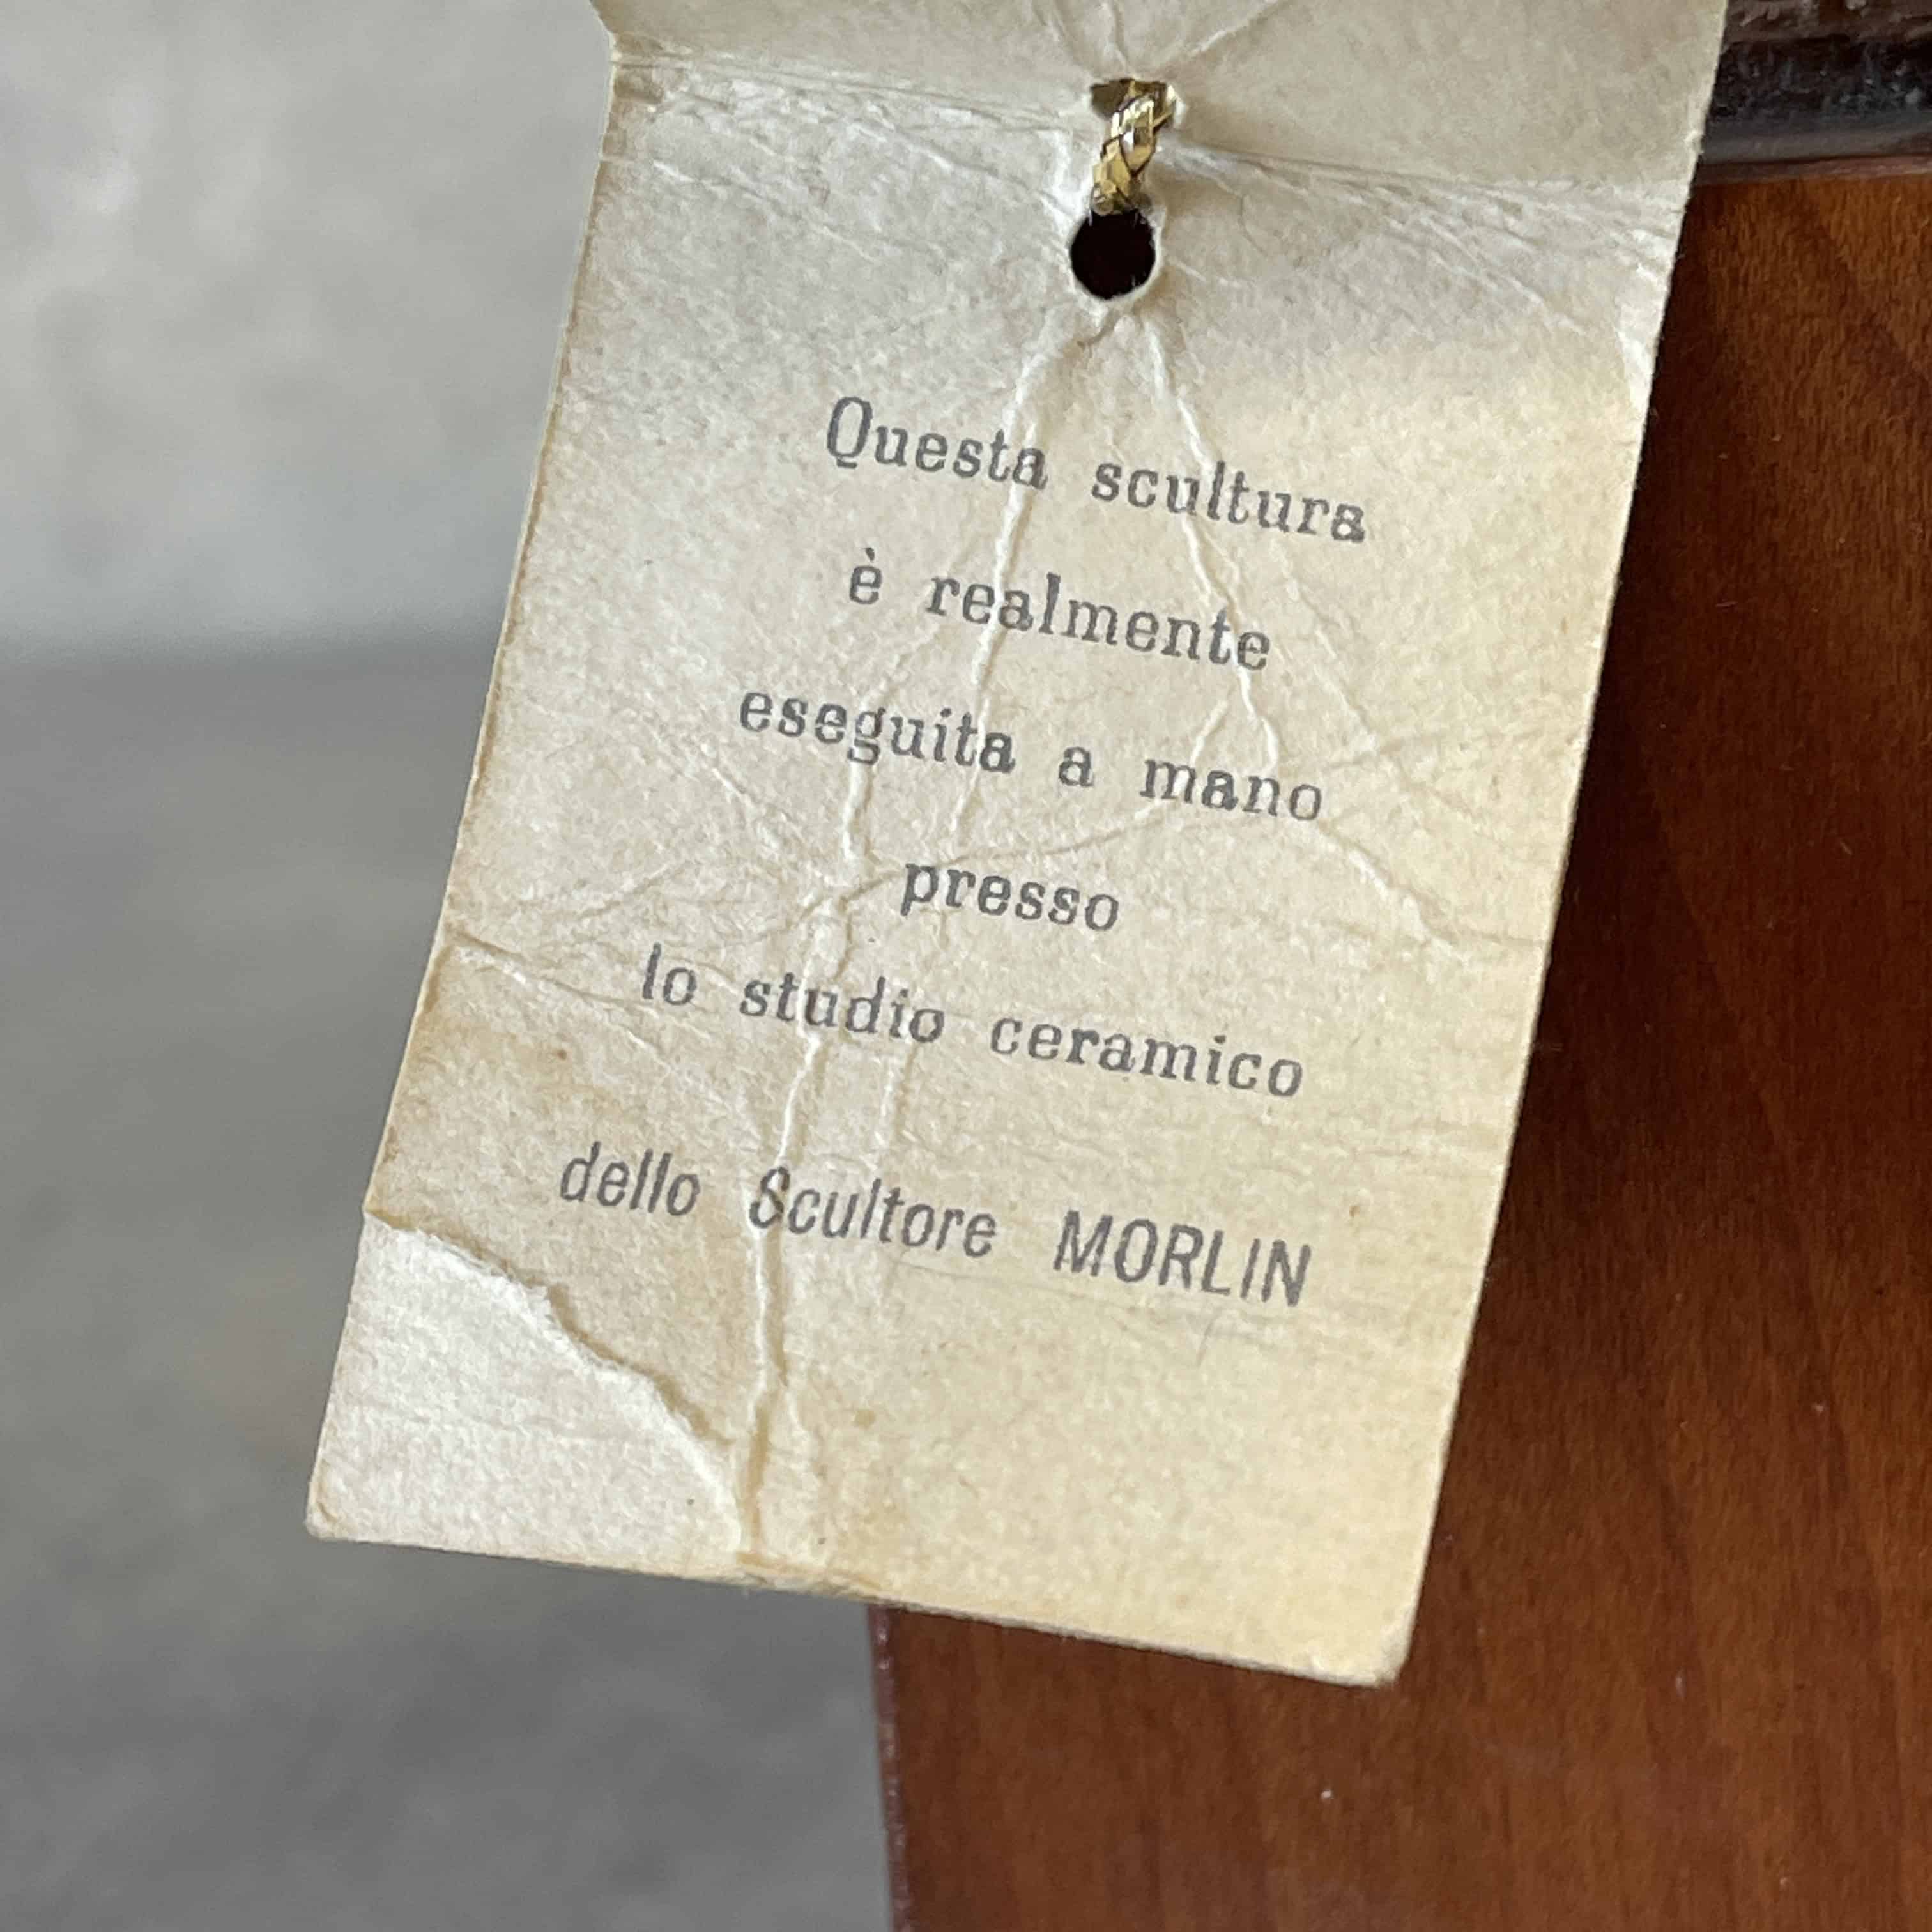 Questa scultura
è realmente
eseguita a mano
presso
lo studio ceramico
dello Scultore MORLIN